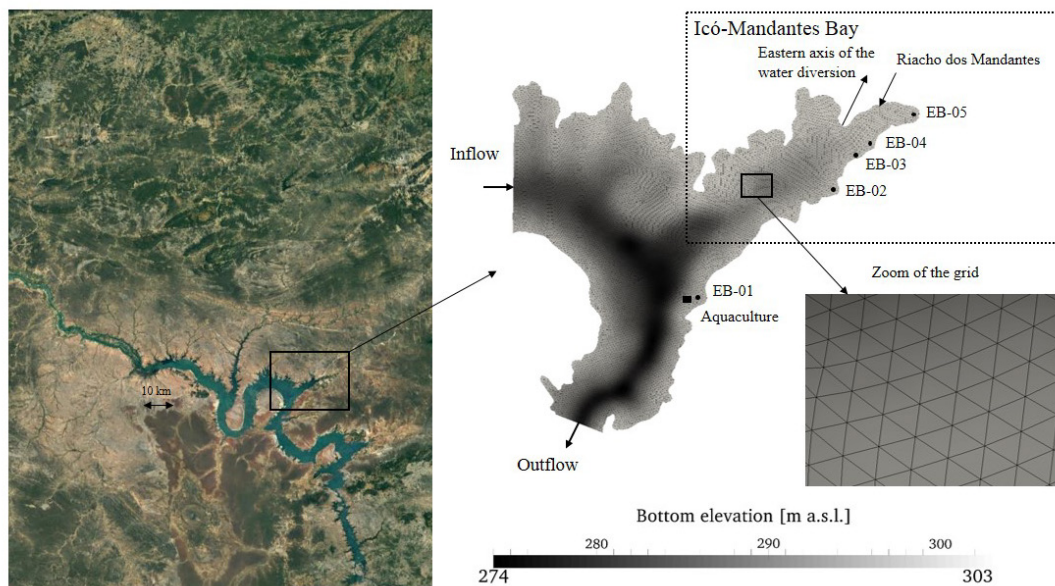 Icó-Mandantes Bay
Eastern axis of the
water diversion
Riacho dos Mandantes
EB-05
EB-04
EB-03
EB-02
Inflow
EB-01
Aquaculture
Zoom of the grid
10 km
Outflow
Bottom elevation [m a.s.l.]
280 290 300
274 303